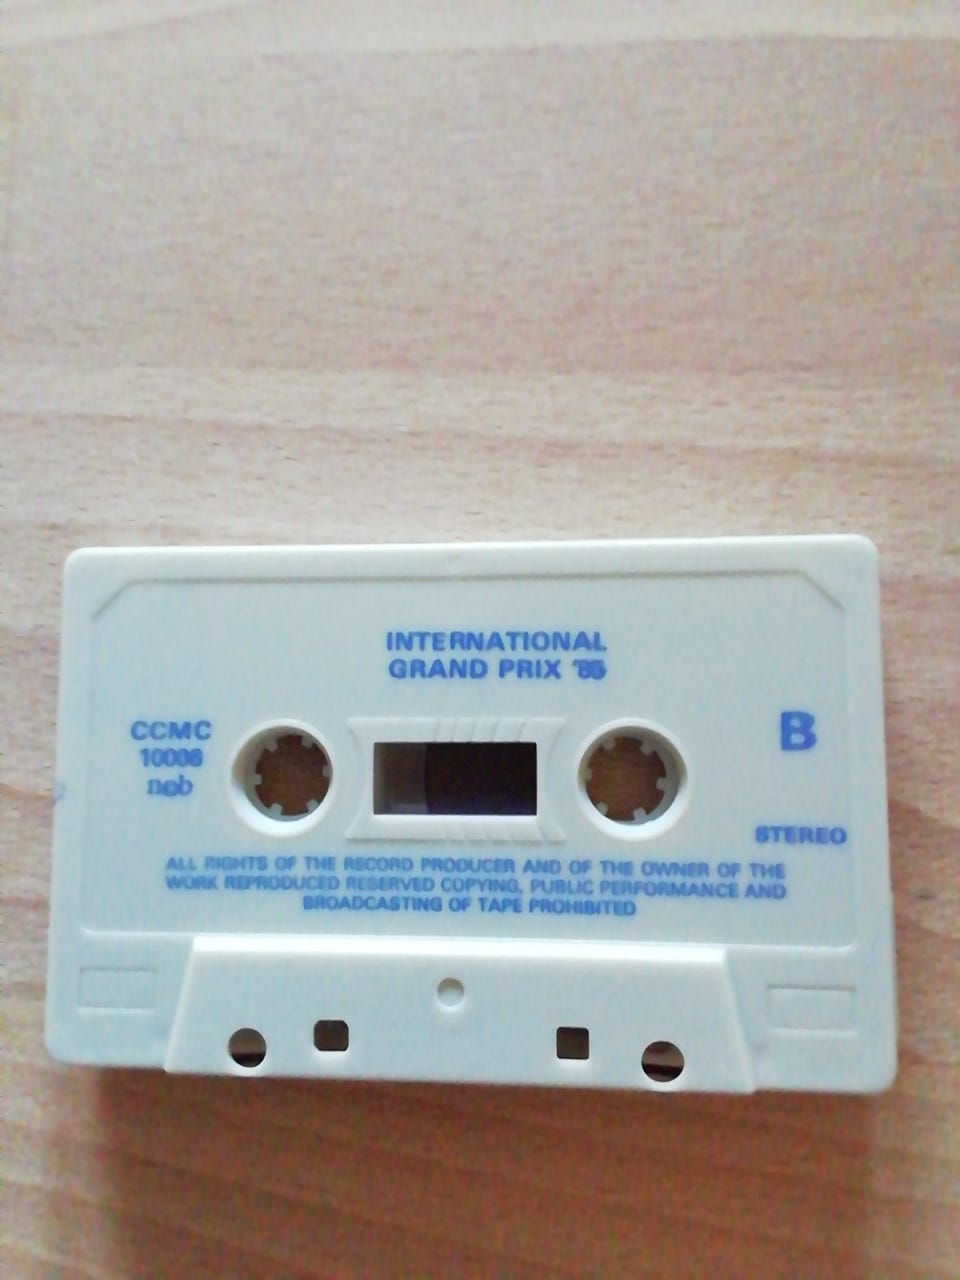 INTERNATIONAL
GRAND PRIX '85
CCMC
10006
nob
B
STEREO
ALL RIGHTS OF THE RECORD PRODUCER AND OF THE OWNER OF THE
WORK REPRODUCED RESERVED COPYING, PUBLIC PERFORMANCE AND
BROADCASTING OF TAPE PROHIBITED